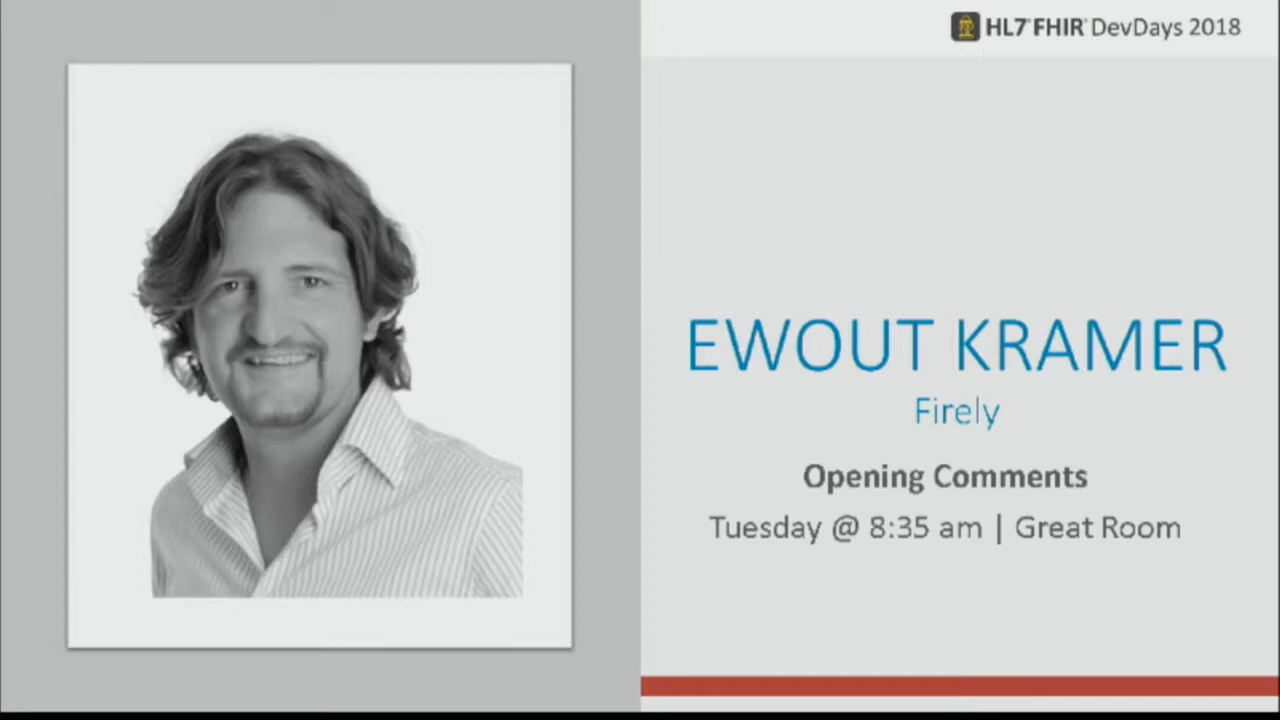 HL7® FHIR® DevDays 2018
EWOUT KRAMER
Firely
Opening Comments
Tuesday @ 8:35 am | Great Room